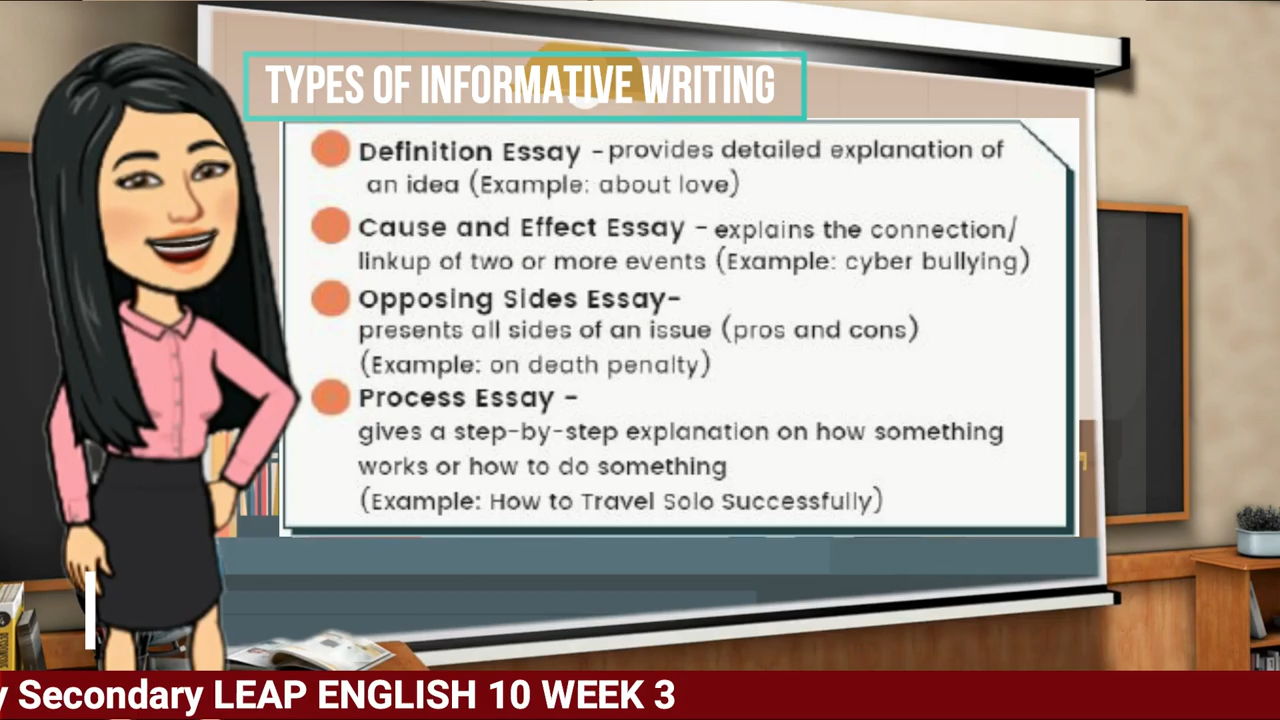 TYPES OF INFORMATIVE WRITING
Definition Essay - provides detailed explanation of
an idea (Example: about love)
Cause and Effect Essay - explains the connection/
linkup of two or more events (Example: cyber bullying)
Opposing Sides Essay-
presents all sides of an issue (pros and cons)
(Example: on death penalty)
Process Essay -
gives a step-by-step explanation on how something
works or how to do something
(Example: How to Travel Solo Successfully)
Secondary LEAP ENGLISH 10 WEEK 3